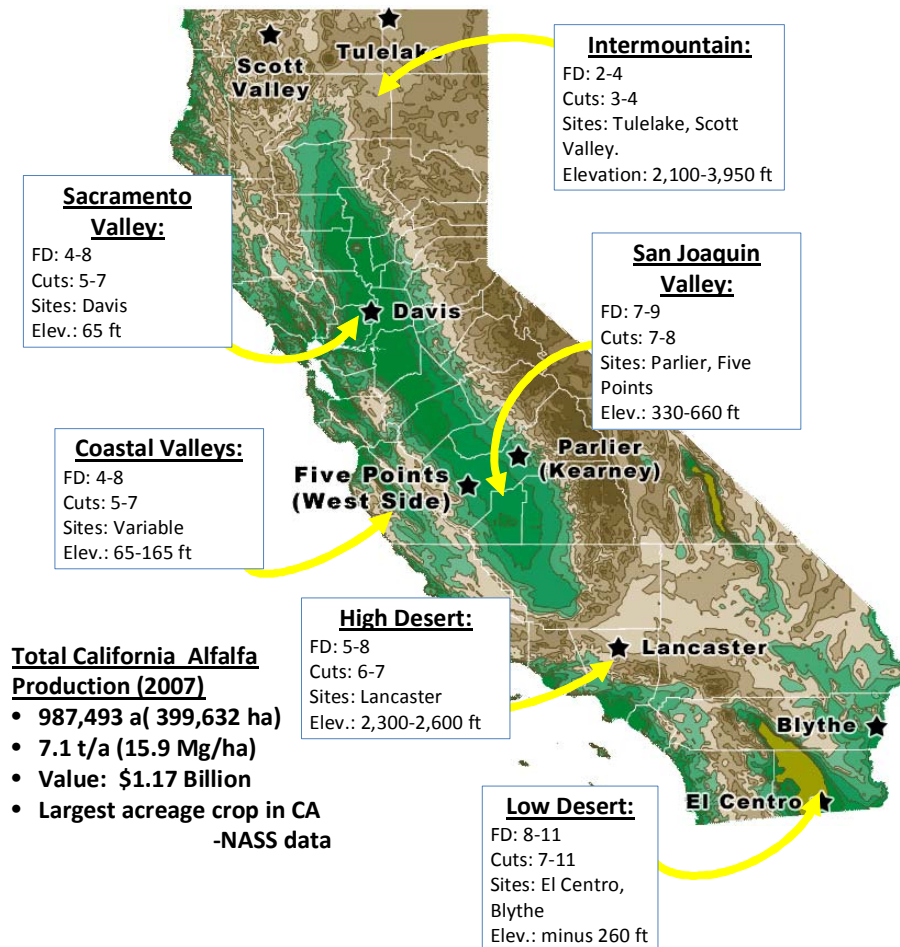 Scott
Valley
Tulelake
Intermountain:
FD: 2-4
Cuts: 3-4
Sites: Tulelake, Scott
Valley.
Elevation: 2,100-3,950 ft
Sacramento
Valley:
FD: 4-8
Cuts: 5-7
Sites: Davis
Elev.: 65 ft
Davis
San Joaquin
Valley:
FD: 7-9
Cuts: 7-8
Sites: Parlier, Five
Points
Elev.: 330-660 ft
Coastal Valleys:
FD: 4-8
Cuts: 5-7
Sites: Variable
Elev.: 65-165 ft
Five Points
(West Side)
Parlier
(Kearney)
High Desert:
FD: 5-8
Cuts: 6-7
Sites: Lancaster
Elev.: 2,300-2,600 ft
Lancaster
Total California Alfalfa
Production (2007)
• 987,493 a( 399,632 ha)
• 7.1 t/a (15.9 Mg/ha)
• Value: $1.17 Billion
• Largest acreage crop in CA
-NASS data
Blythe
El Centro
Low Desert:
FD: 8-11
Cuts: 7-11
Sites: El Centro,
Blythe
Elev.: minus 260 ft